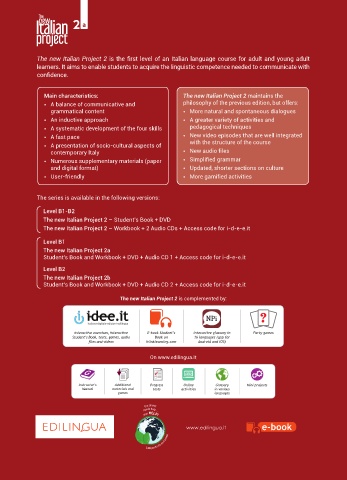 The
new
Italian
project
2a
The new Italian Project 2 is the first level of an Italian language course for adult and young adult
learners. It aims to enable students to acquire the linguistic competence needed to communicate with
confidence.
Main characteristics:
• A balance of communicative and
grammatical content
• An inductive approach
• A systematic development of the four skills
• A fast pace
• A presentation of socio-cultural aspects of
contemporary Italy
• Numerous supplementary materials (paper
and digital format)
• User-friendly
The new Italian Project 2 maintains the
philosophy of the previous edition, but offers:
• More natural and spontaneous dialogues
• A greater variety of activities and
pedagogical techniques
• New video episodes that are well integrated
with the structure of the course
• New audio files
• Simplified grammar
• Updated, shorter sections on culture
• More gamified activities
The series is available in the following versions:
Level B1-B2
The new Italian Project 2 – Student's Book + DVD
The new Italian Project 2 – Workbook + 2 Audio CDs + Access code for i-d-e-e.it
Level B1
The new Italian Project 2a
Student's Book and Workbook + DVD + Audio CD 1 + Access code for i-d-e-e.it
Level B2
The new Italian Project 2b
Student's Book and Workbook + DVD + Audio CD 2 + Access code for i-d-e-e.it
The new Italian Project 2 is complemented by:
idee.it
Interactive exercises, interactive
Student's Book, tests, games, audio
files and videos
E-book Student's
Book on
blinklearning.com
NPi
Interactive glossary in
Party games
On www.edilingua.it
Instructor's
manual
Additional
materials and
games
Progress
tests
Online
activities
Glossary
in various
languages
Mini projects
EDILINGUA
www.edilingua.it
e-book